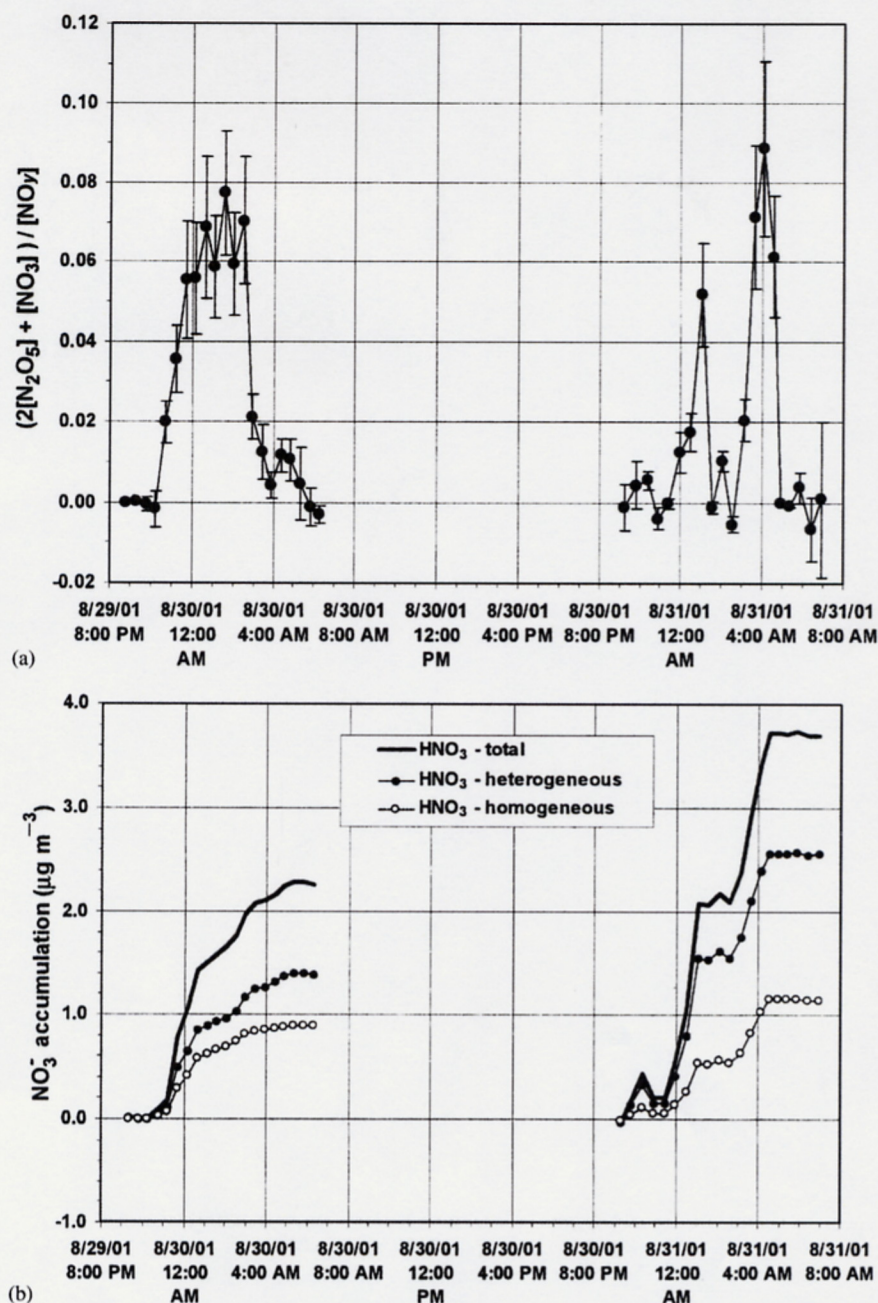 0.12
0.10
0.08
0.06
0.04
0.02
0.00
-0.02
(2[N₂O₅] + [NO₃] ) / [NOy]
8/29/01 8/30/01 8/30/01 8/30/01 8/30/01 8/30/01 8/30/01 8/31/01 8/31/01 8/31/01
8:00 PM 12:00 4:00 AM 8:00 AM 12:00 4:00 PM 8:00 PM 12:00 4:00 AM 8:00 AM
AM PM AM
(a)
4.0
3.0
2.0
1.0
0.0
-1.0
NO₃⁻ accumulation (µg m⁻³)
HNO₃ - total
HNO₃ - heterogeneous
HNO₃ - homogeneous
8/29/01 8/30/01 8/30/01 8/30/01 8/30/01 8/30/01 8/30/01 8/31/01 8/31/01 8/31/01
8:00 PM 12:00 4:00 AM 8:00 AM 12:00 4:00 PM 8:00 PM 12:00 4:00 AM 8:00 AM
AM PM AM
(b)